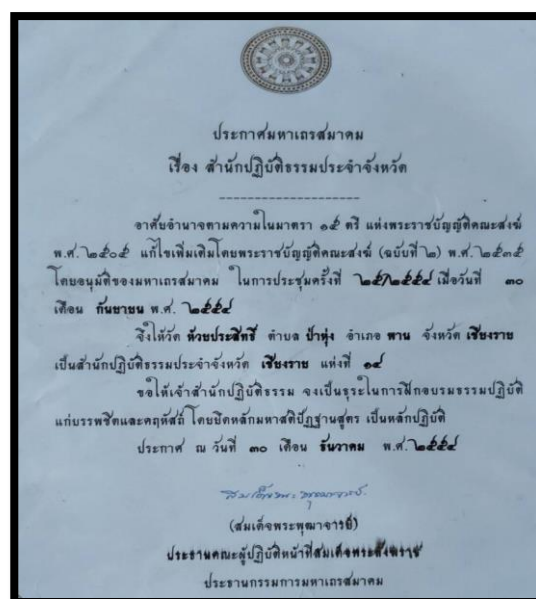 ประกาศมหาเถรสมาคม
เรื่อง สำนักปฏิบัติธรรมประจำจังหวัด
อาศัยอำนาจตามความในมาตรา ๑๕ ตรี แห่งพระราชบัญญัติคณะสงฆ์
พ.ศ. ๒๕๐๕ แก้ไขเพิ่มเติมโดยพระราชบัญญัติคณะสงฆ์ (ฉบับที่ ๒) พ.ศ. ๒๕๓๕
โดยอนุมัติของมหาเถรสมาคม ในการประชุมครั้งที่ ๒๕/๒๕๕๔ เมื่อวันที่ ๓๐
เดือน กันยายน พ.ศ. ๒๕๕๔
จึงให้วัด ห้วยประสิทธิ์ ตำบล ป่าหุ่ง อำเภอ พาน จังหวัด เชียงราย
เป็นสำนักปฏิบัติธรรมประจำจังหวัด เชียงราย แห่งที่ ๑๔
ขอให้เจ้าสำนักปฏิบัติธรรม จงเป็นธุระในการฝึกอบรมธรรมปฏิบัติ
แก่บรรพชิตและคฤหัสถ์ โดยยึดหลักมหาสติปัฏฐานสูตร เป็นหลักปฏิบัติ
ประกาศ ณ วันที่ ๓๐ เดือน ธันวาคม พ.ศ. ๒๕๕๔
(สมเด็จพระพุฒาจารย์)
ประธานคณะผู้ปฏิบัติหน้าที่สมเด็จพระสังฆราช
ประธานกรรมการมหาเถรสมาคม